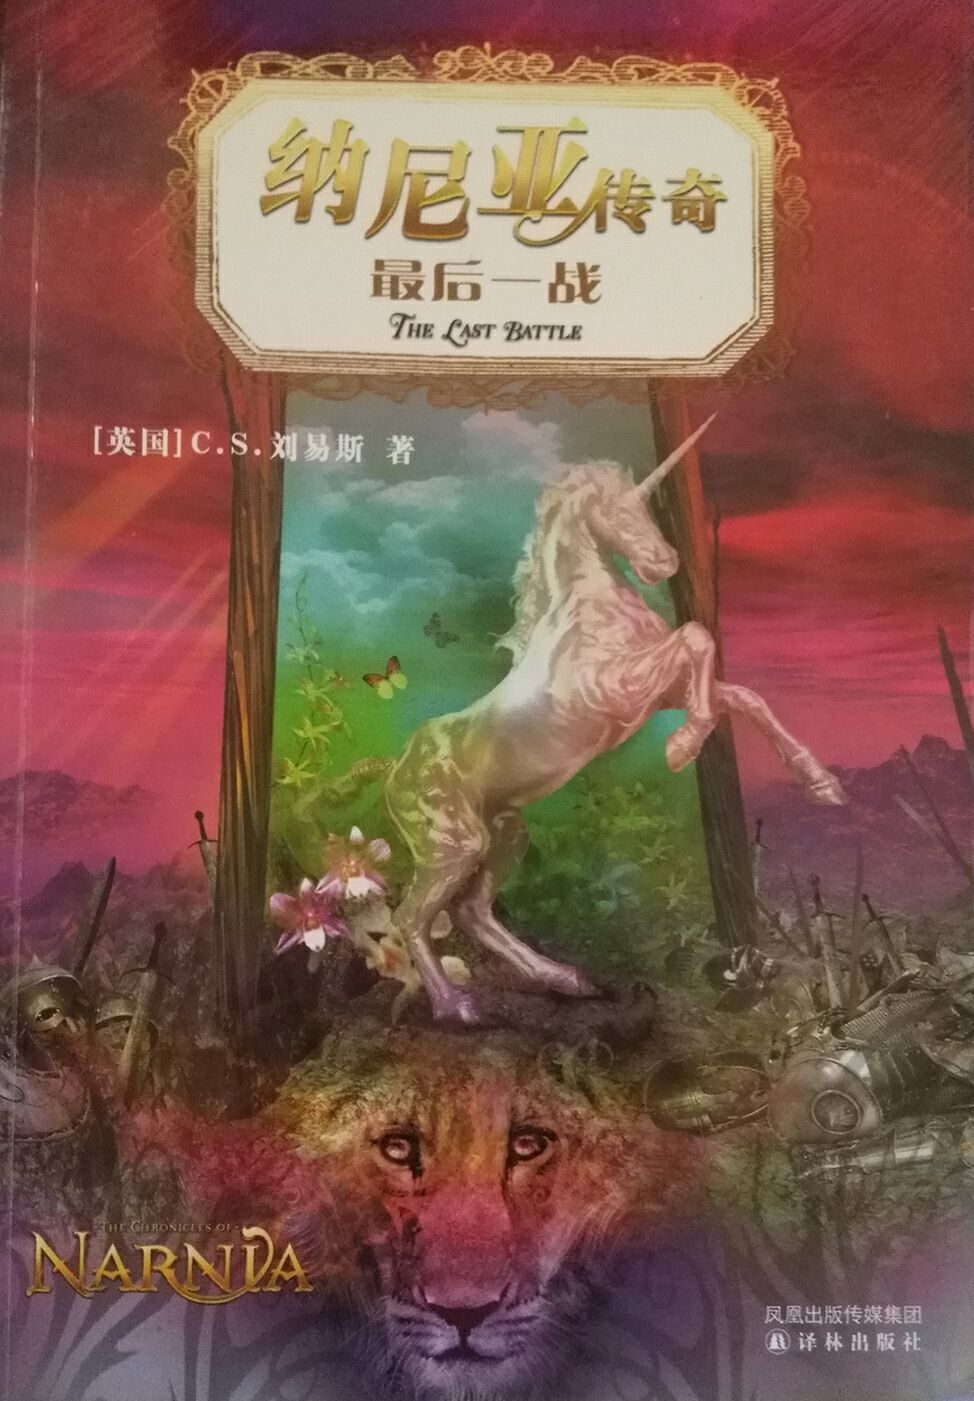 纳尼亚传奇
最后一战
THE LAST BATTLE
[英国]C.S.刘易斯 著
·THE CHRONICLES OF·
NARNIA
凤凰出版传媒集团
译林出版社